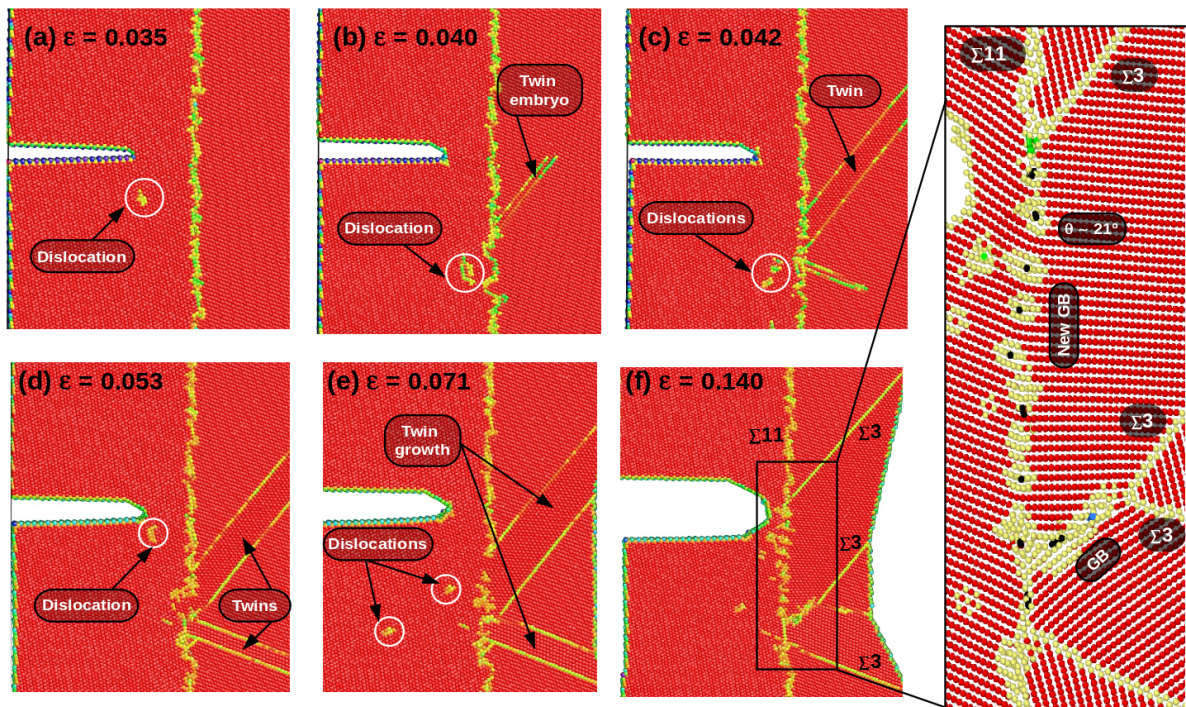 (a) ε = 0.035
Dislocation
(b) ε = 0.040
Twin
embryo
Dislocation
(c) ε = 0.042
Twin
Dislocations
(d) ε = 0.053
Dislocation
Twins
(e) ε = 0.071
Twin
growth
Dislocations
(f) ε = 0.140
Σ11
Σ3
Σ3
Σ3
Σ11
Σ3
θ ~ 21°
New GB
Σ3
Σ3
GB